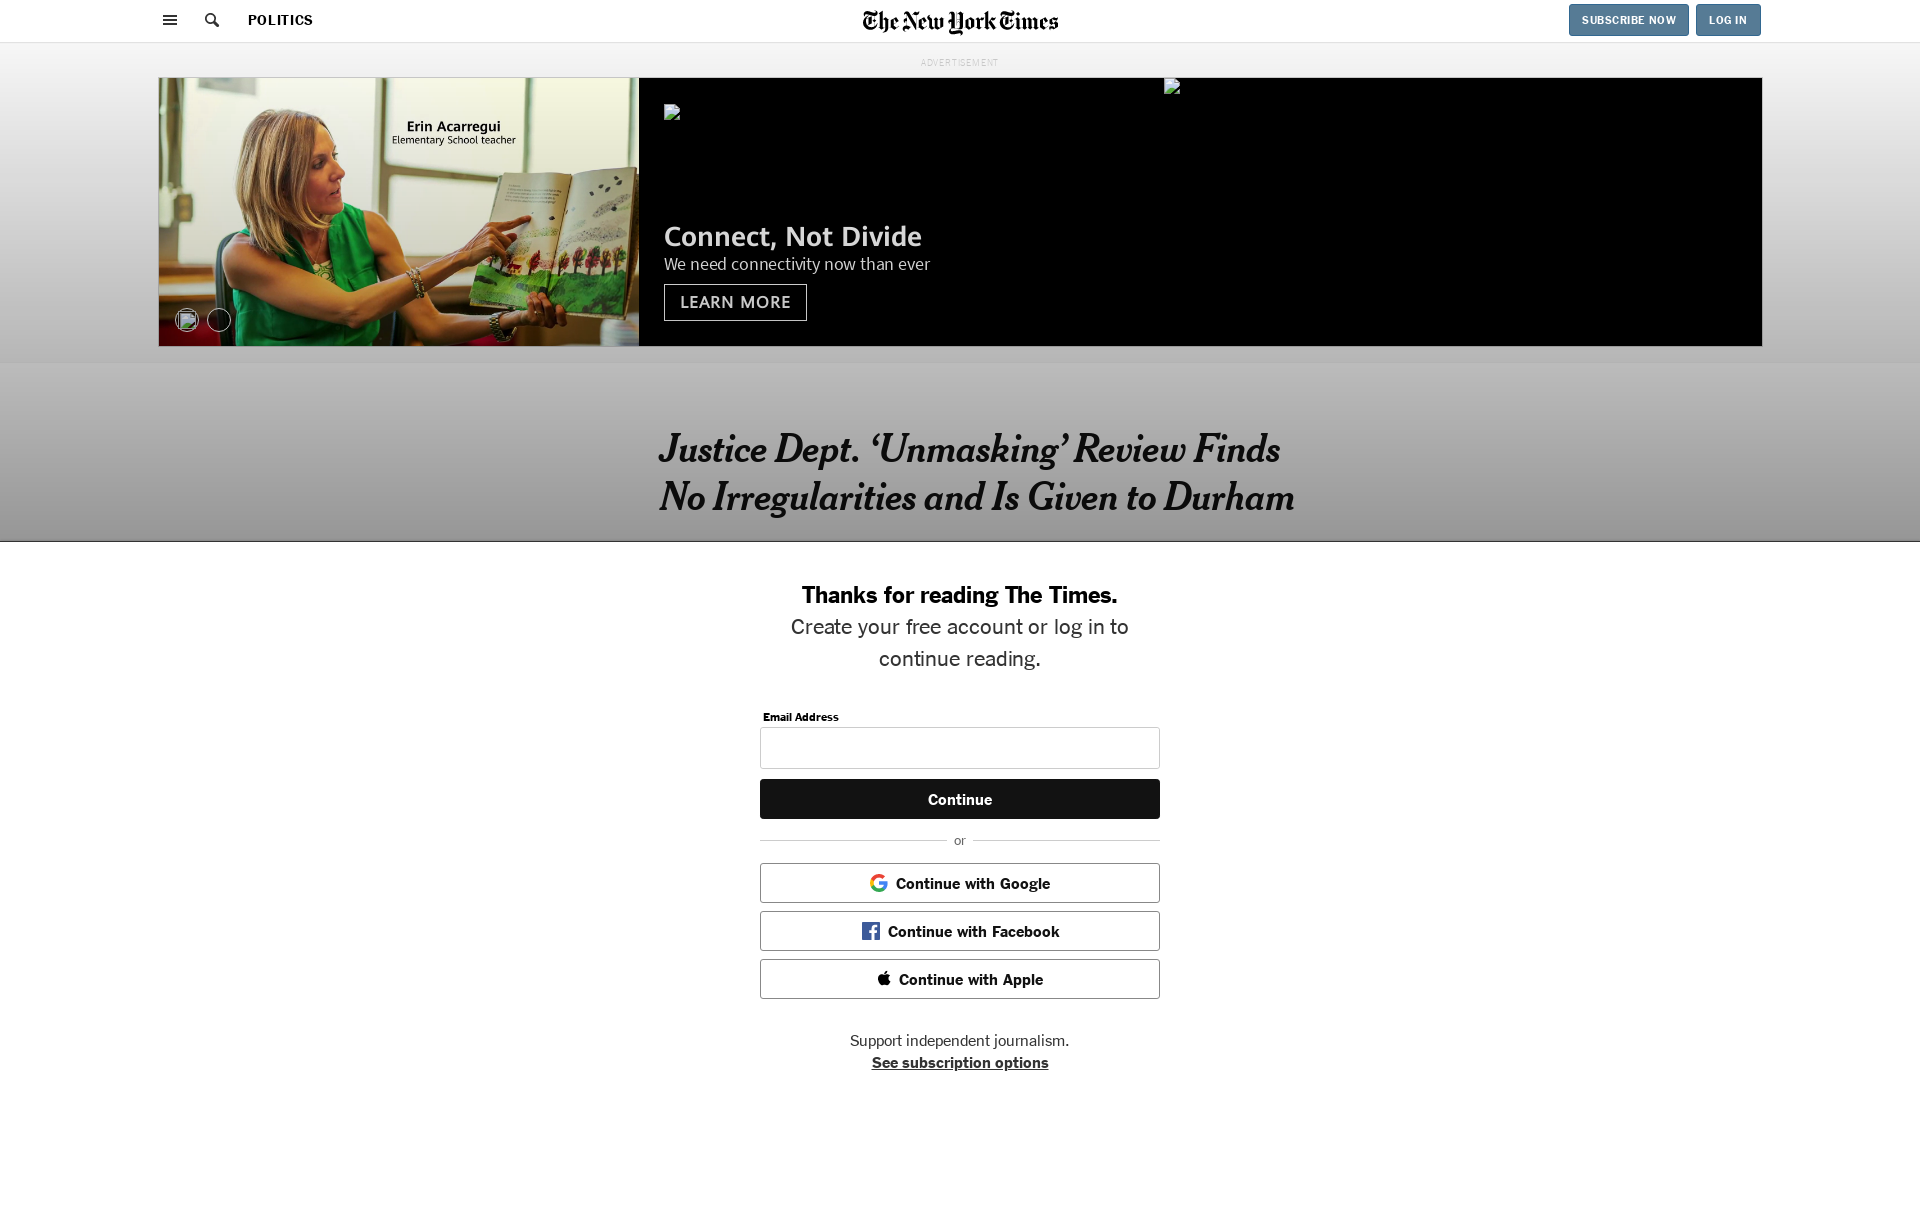 POLITICS
The New York Times
SUBSCRIBE NOW
LOG IN
ADVERTISEMENT
Erin Acarregui
Elementary School teacher
Connect, Not Divide
We need connectivity now than ever
LEARN MORE
Justice Dept. ‘Unmasking’ Review Finds
No Irregularities and Is Given to Durham
Thanks for reading The Times.
Create your free account or log in to
continue reading.
Email Address
Continue
or
Continue with Google
Continue with Facebook
Continue with Apple
Support independent journalism.
See subscription options